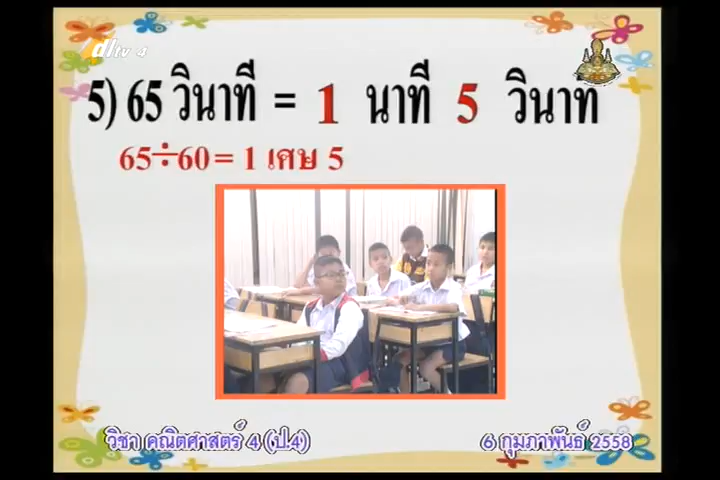 dltv 4
5) 65 วินาที = 1 นาที 5 วินาท
65÷60= 1 เศษ 5
วิชา คณิตศาสตร์ 4 (ป.4)
6 กุมภาพันธ์ 2558